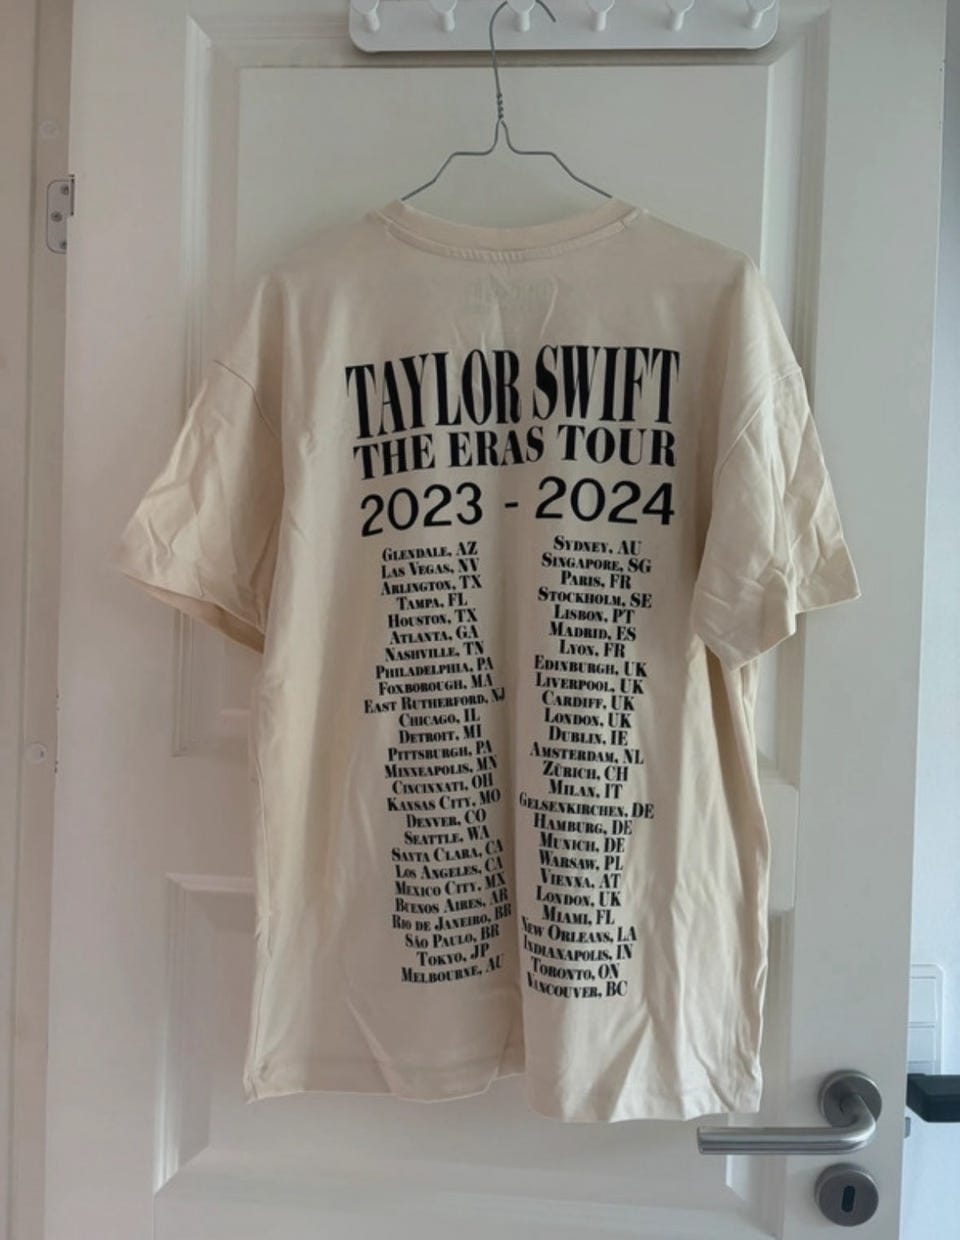 TAYLOR SWIFT
THE ERAS TOUR
2023 - 2024
GLENDALE, AZ
LAS VEGAS, NV
ARLINGTON, TX
TAMPA, FL
HOUSTON, TX
ATLANTA, GA
NASHVILLE, TN
PHILADELPHIA, PA
FOXBOROUGH, MA
EAST RUTHERFORD, NJ
CHICAGO, IL
DETROIT, MI
PITTSBURGH, PA
MINNEAPOLIS, MN
CINCINNATI, OH
KANSAS CITY, MO
DENVER, CO
SEATTLE, WA
SANTA CLARA, CA
LOS ANGELES, CA
MEXICO CITY, MX
BUENOS AIRES, AR
RIO DE JANEIRO, BR
SÃO PAULO, BR
TOKYO, JP
MELBOURNE, AU
SYDNEY, AU
SINGAPORE, SG
PARIS, FR
STOCKHOLM, SE
LISBON, PT
MADRID, ES
LYON, FR
EDINBURGH, UK
LIVERPOOL, UK
CARDIFF, UK
LONDON, UK
DUBLIN, IE
AMSTERDAM, NL
ZÜRICH, CH
MILAN, IT
GELSENKIRCHEN, DE
HAMBURG, DE
MUNICH, DE
WARSAW, PL
VIENNA, AT
LONDON, UK
MIAMI, FL
NEW ORLEANS, LA
INDIANAPOLIS, IN
TORONTO, ON
VANCOUVER, BC